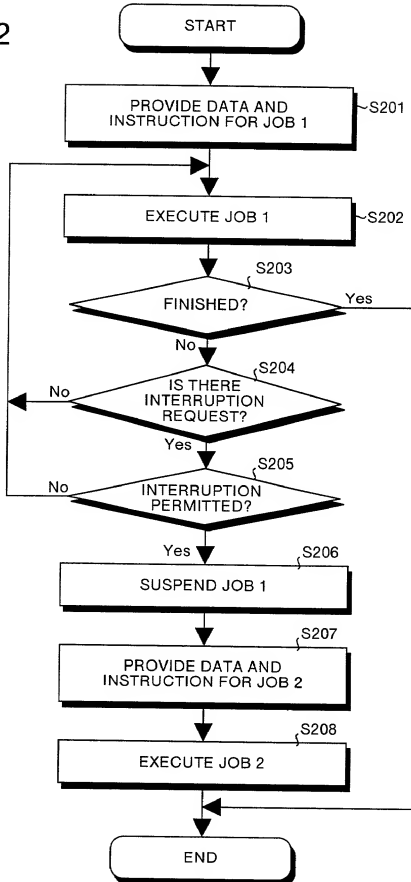 2
START
PROVIDE DATA AND
INSTRUCTION FOR JOB 1
S201
EXECUTE JOB 1
S202
S203
FINISHED?
Yes
No
S204
IS THERE
INTERRUPTION
REQUEST?
No
Yes
S205
INTERRUPTION
PERMITTED?
No
Yes
S206
SUSPEND JOB 1
S207
PROVIDE DATA AND
INSTRUCTION FOR JOB 2
S208
EXECUTE JOB 2
END